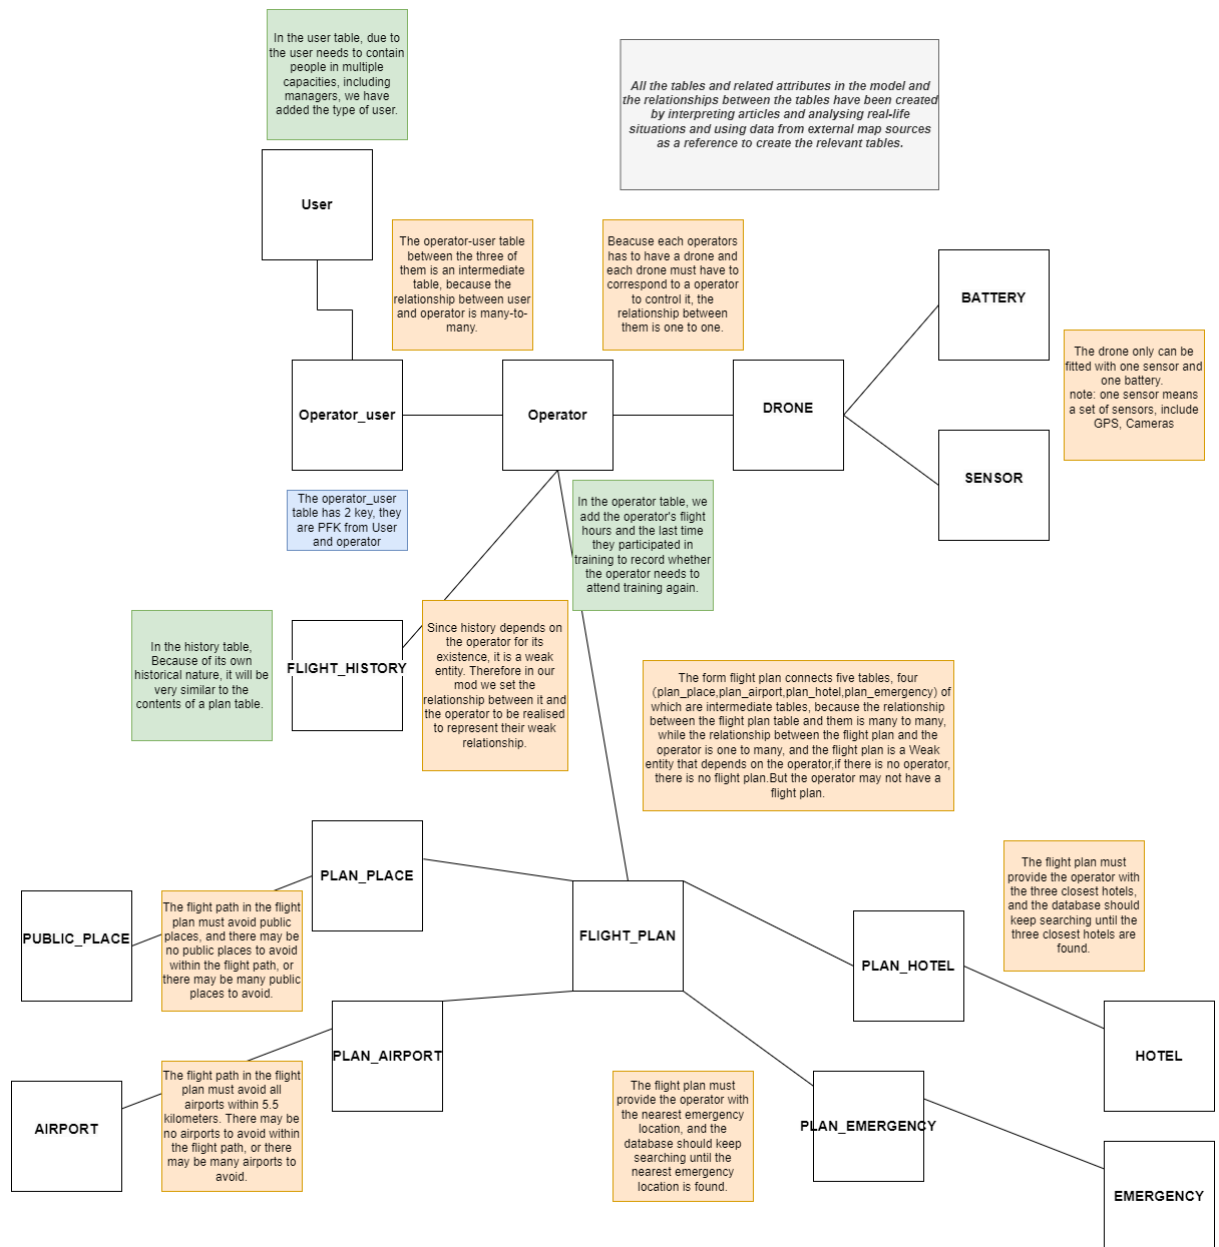 In the user table, due to
the user needs to contain
people in multiple
capacities, including
managers, we have
added the type of user.
All the tables and related attributes in the model and
the relationships between the tables have been created
by interpreting articles and analysing real-life
situations and using data from external map sources
as a reference to create the relevant tables.
User
The operator-user table
between the three of
them is an intermediate
table, because the
relationship between user
and operator is many-to-
many.
Beacuse each operators
has to have a drone and
each drone must have to
correspond to a operator
to control it, the
relationship between
them is one to one.
BATTERY
The drone only can be
fitted with one sensor and
one battery.
note: one sensor means
a set of sensors, include
GPS, Cameras
Operator_user
Operator
DRONE
SENSOR
The operator_user
table has 2 key, they
are PFK from User
and operator
In the operator table, we
add the operator's flight
hours and the last time
they participated in
training to record whether
the operator needs to
attend training again.
In the history table,
Because of its own
historical nature, it will be
very similar to the
contents of a plan table.
FLIGHT_HISTORY
Since history depends on
the operator for its
existence, it is a weak
entity. Therefore in our
mod we set the
relationship between it and
the operator to be realised
to represent their weak
relationship.
The form flight plan connects five tables, four
(plan_place,plan_airport,plan_hotel,plan_emergency) of
which are intermediate tables, because the relationship
between the flight plan table and them is many to many,
while the relationship between the flight plan and the
operator is one to many, and the flight plan is a Weak
entity that depends on the operator,if there is no operator,
there is no flight plan.But the operator may not have a
flight plan.
PLAN_PLACE
PUBLIC_PLACE
The flight path in the flight
plan must avoid public
places, and there may be
no public places to avoid
within the flight path, or
there may be many public
places to avoid.
FLIGHT_PLAN
PLAN_HOTEL
The flight plan must
provide the operator with
the three closest hotels,
and the database should
keep searching until the
three closest hotels are
found.
PLAN_AIRPORT
HOTEL
AIRPORT
The flight path in the flight
plan must avoid all
airports within 5.5
kilometers. There may be
no airports to avoid within
the flight path, or there
may be many airports to
avoid.
The flight plan must
provide the operator with
the nearest emergency
location, and the
database should keep
searching until the
nearest emergency
location is found.
PLAN_EMERGENCY
EMERGENCY